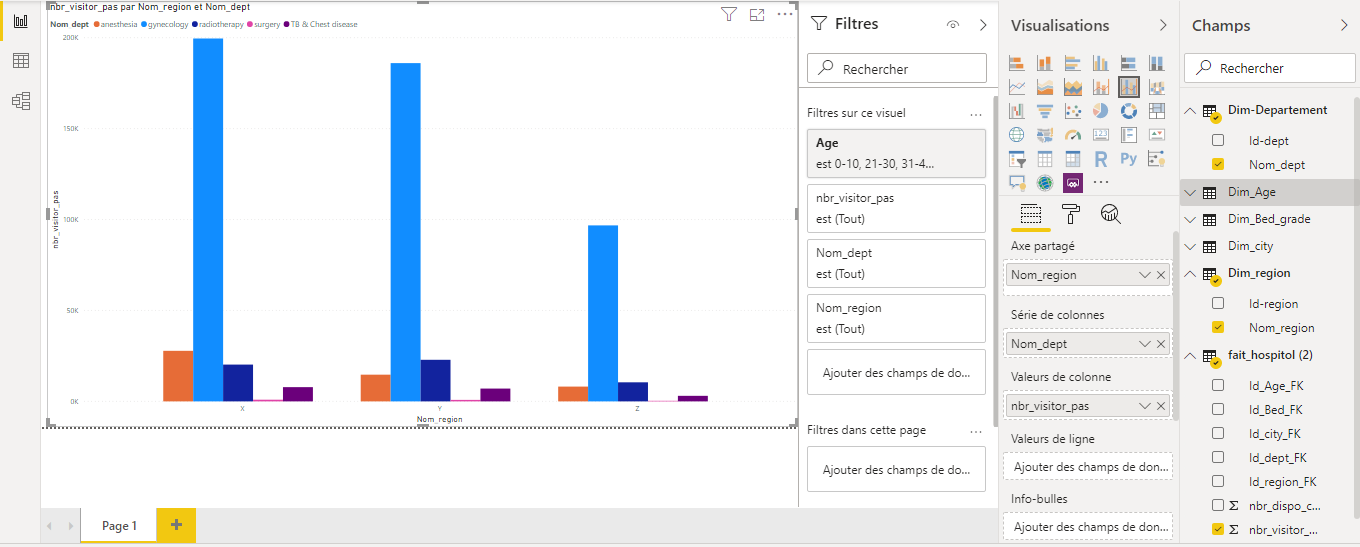 nbr_visitor_pas par Nom_region et Nom_dept
Nom_dept anesthesia gynecology radiotherapy surgery TB & Chest disease
200K
150K
100K
50K
0K
nbr_visitor_pas
X Y Z
Nom_region
Page 1
Filtres
Rechercher
Filtres sur ce visuel
Age
est 0-10, 21-30, 31-4...
nbr_visitor_pas
est (Tout)
Nom_dept
est (Tout)
Nom_region
est (Tout)
Ajouter des champs de do...
Filtres dans cette page
Ajouter des champs de do...
Visualisations
R Py
123
Axe partagé
Nom_region
Série de colonnes
Nom_dept
Valeurs de colonne
nbr_visitor_pas
Valeurs de ligne
Ajouter des champs de don...
Info-bulles
Ajouter des champs de don...
Champs
Rechercher
Dim-Departement
Id-dept
Nom_dept
Dim_Age
Dim_Bed_grade
Dim_city
Dim_region
Id-region
Nom_region
fait_hospitol (2)
Id_Age_FK
Id_Bed_FK
Id_city_FK
Id_dept_FK
Id_region_FK
Σ nbr_dispo_c...
Σ nbr_visitor_...